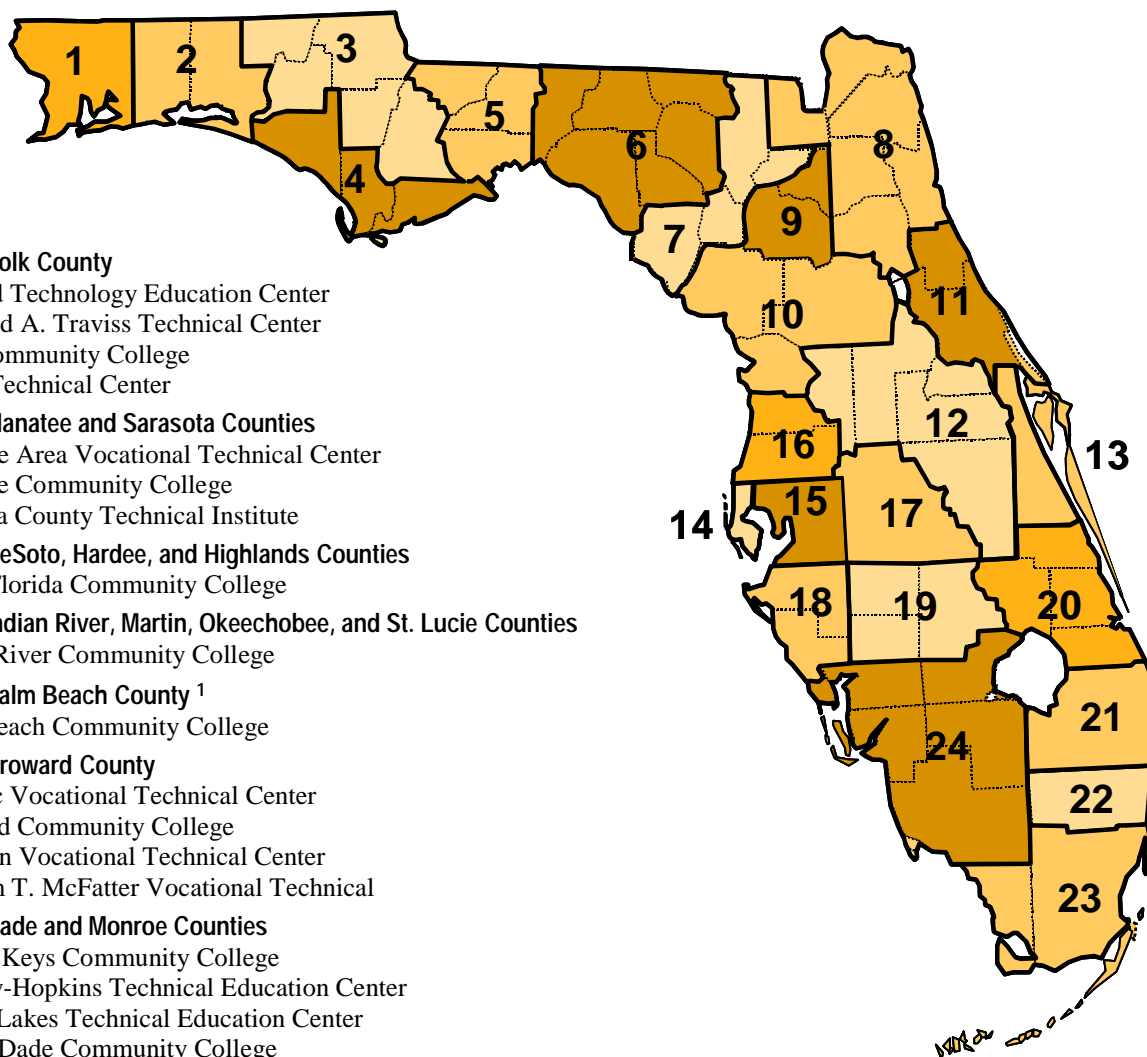 1
2
3
4
5
6
7
8
9
10
11
12
13
14
15
16
17
18
19
20
21
22
23
24
olk County
d Technology Education Center
d A. Traviss Technical Center
ommunity College
Technical Center
anatee and Sarasota Counties
e Area Vocational Technical Center
e Community College
a County Technical Institute
eSoto, Hardee, and Highlands Counties
lorida Community College
ndian River, Martin, Okeechobee, and St. Lucie Counties
River Community College
alm Beach County 1
each Community College
roward County
c Vocational Technical Center
d Community College
n Vocational Technical Center
n T. McFatter Vocational Technical
ade and Monroe Counties
Keys Community College
y-Hopkins Technical Education Center
Lakes Technical Education Center
Dade Community College